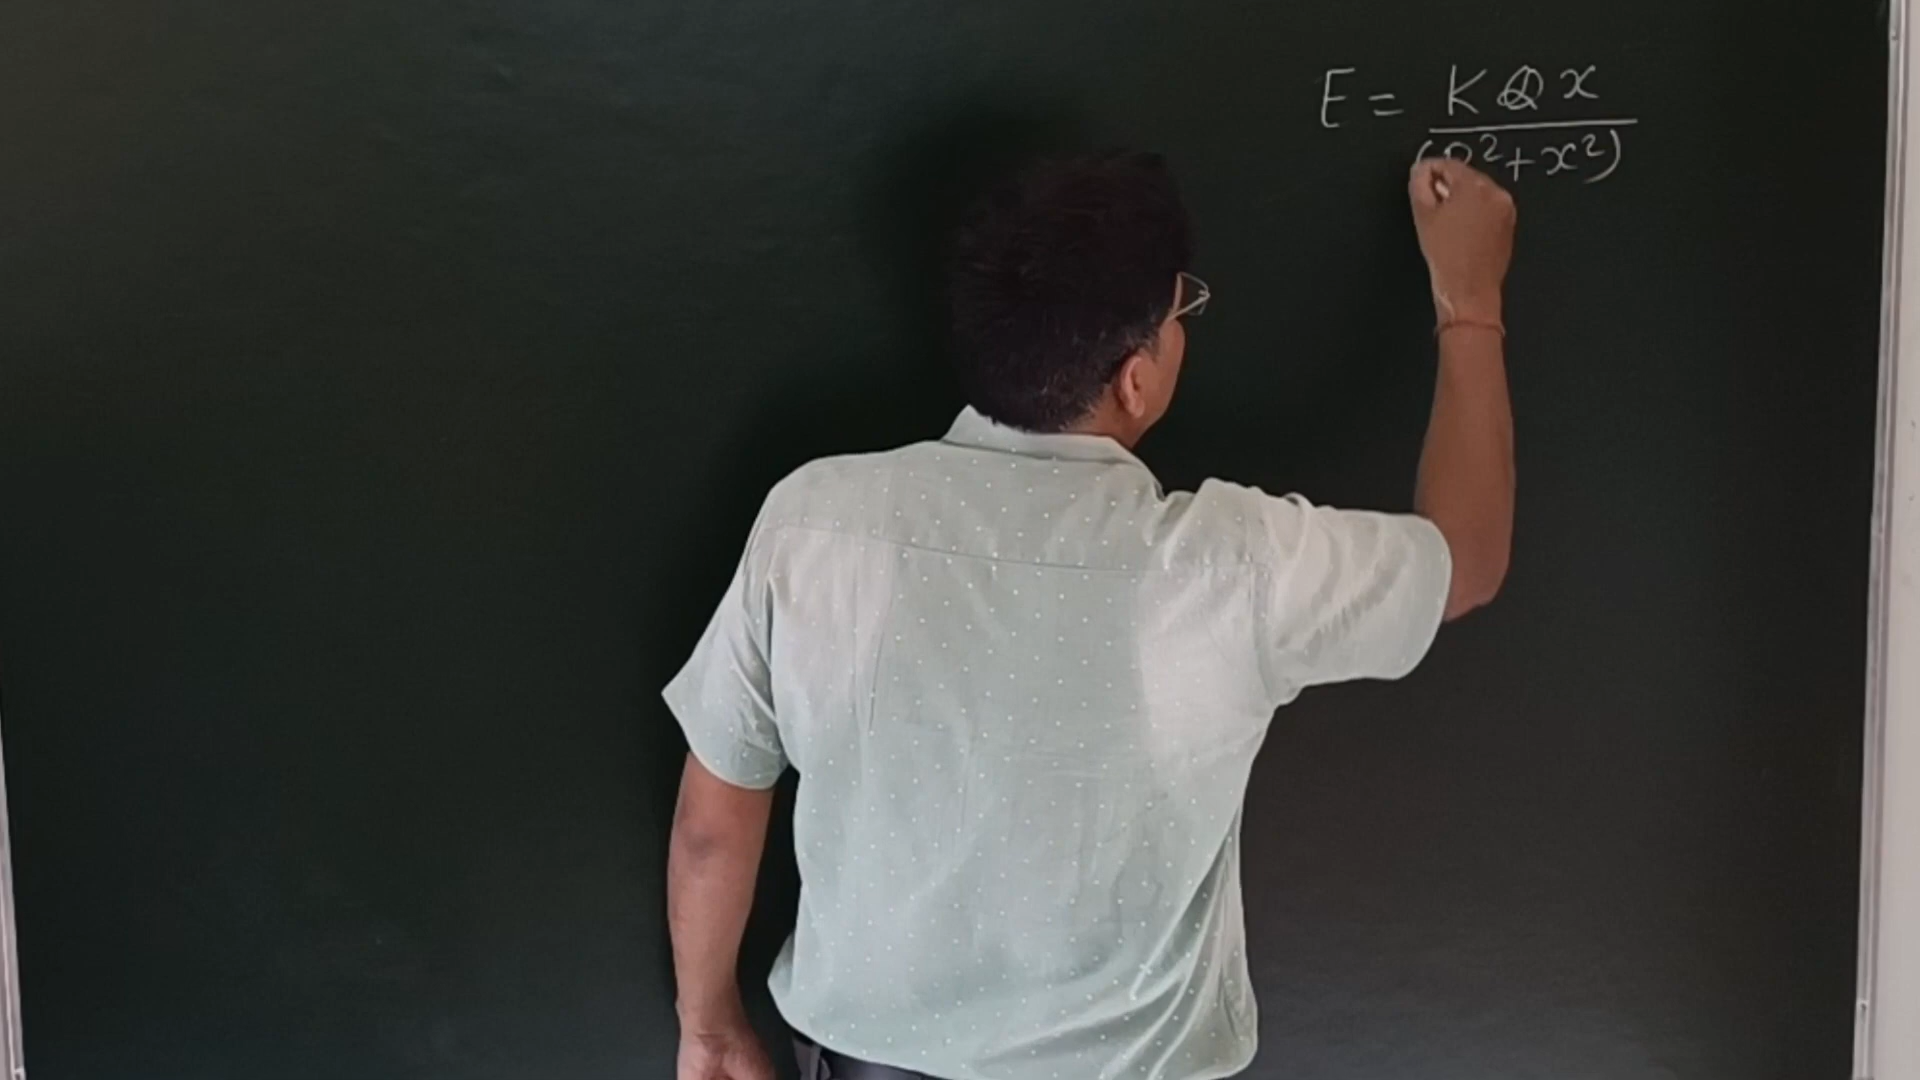 E = KQx
(R²+x²)